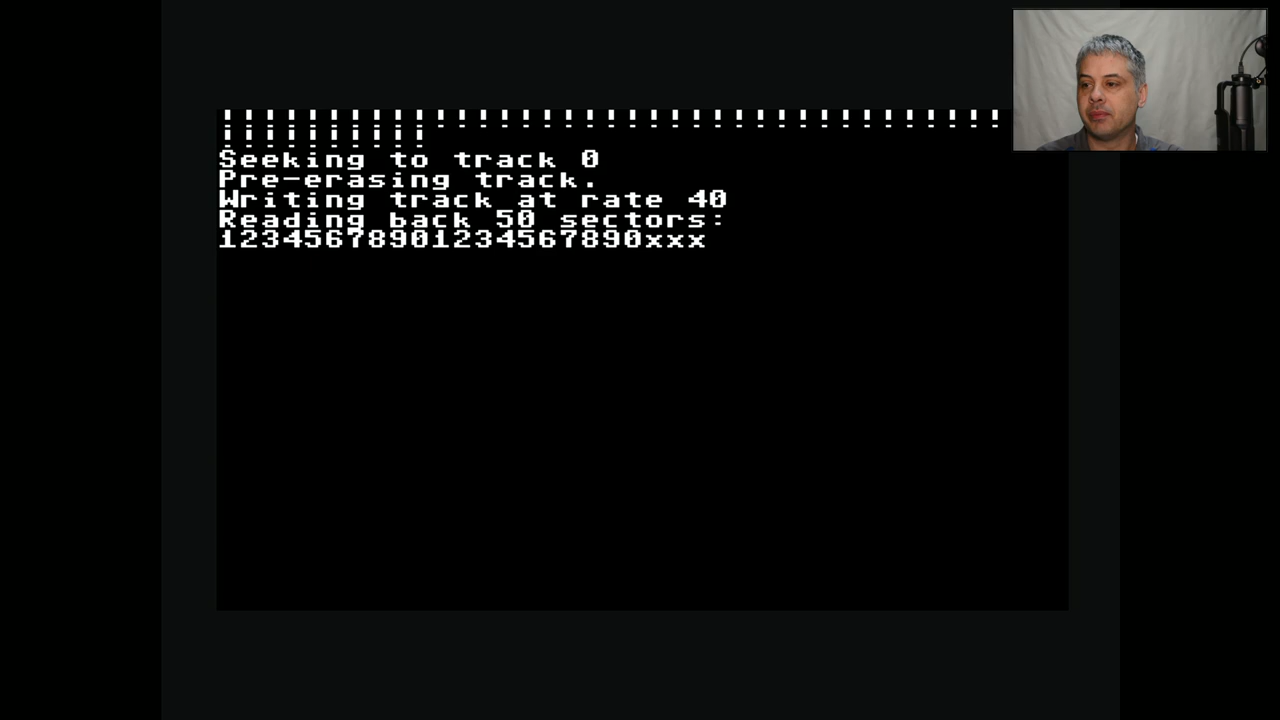 !!!!!!!!!!!!!!!!!!!!!!!!!!!!!!!!!!!!!
!!!!!!!!!!
Seeking to track 0
Pre-erasing track.
Writing track at rate 40
Reading back 50 sectors:
12345678901234567890xxx